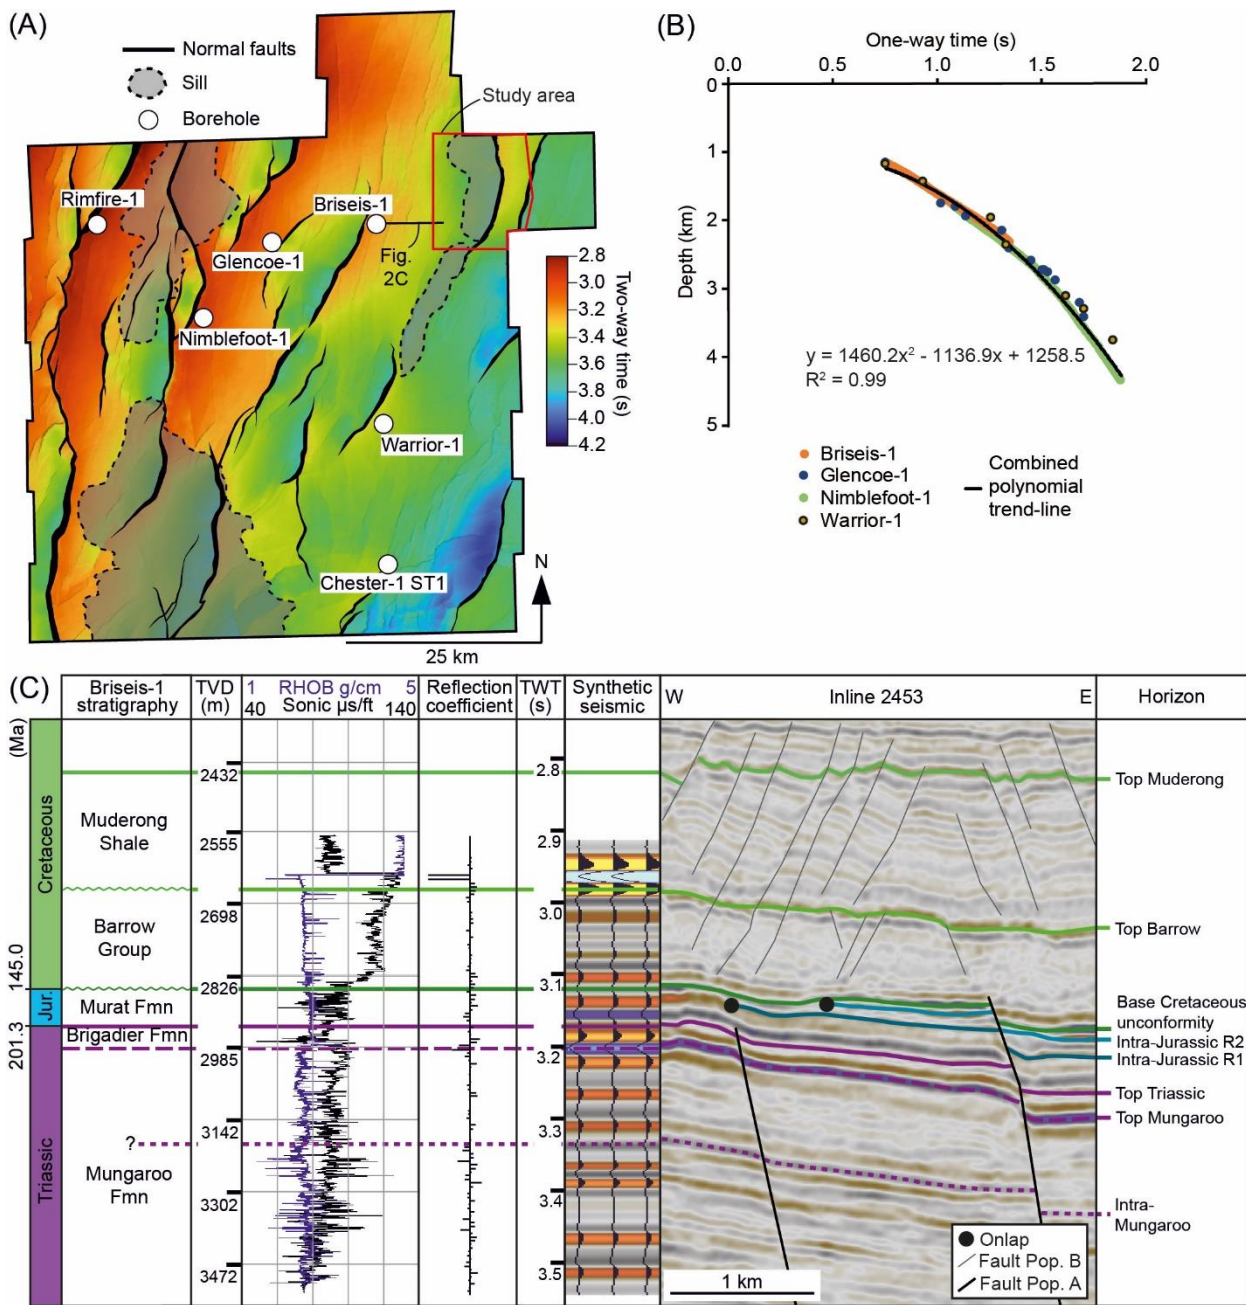 (A)
Normal faults
Sill
Borehole
Study area
Rimfire-1
Briseis-1
Glencoe-1
Fig.
2C
Nimblefoot-1
Warrior-1
Chester-1 ST1
2.8
3.0
3.2
3.4
3.6
3.8
4.0
4.2
Two-way time (s)
N
25 km
(B)
One-way time (s)
0.0 0.5 1.0 1.5 2.0
0
1
2
3
4
5
Depth (km)
y = 1460.2x² - 1136.9x + 1258.5
R² = 0.99
Briseis-1
Glencoe-1
Nimblefoot-1
Warrior-1
Combined
polynomial
trend-line
(C)
(Ma)
Briseis-1
stratigraphy
TVD
(m)
1 RHOB g/cm 5
40 Sonic µs/ft 140
Reflection
coefficient
TWT
(s)
Synthetic
seismic
W Inline 2453 E
Horizon
Cretaceous
145.0
Jur.
201.3
Triassic
Muderong
Shale
Barrow
Group
Murat Fmn
Brigadier Fmn
?
Mungaroo
Fmn
2432
2555
2698
2826
2985
3142
3302
3472
2.8
2.9
3.0
3.1
3.2
3.3
3.4
3.5
Top Muderong
Top Barrow
Base Cretaceous
unconformity
Intra-Jurassic R2
Intra-Jurassic R1
Top Triassic
Top Mungaroo
Intra-
Mungaroo
Onlap
Fault Pop. B
Fault Pop. A
1 km